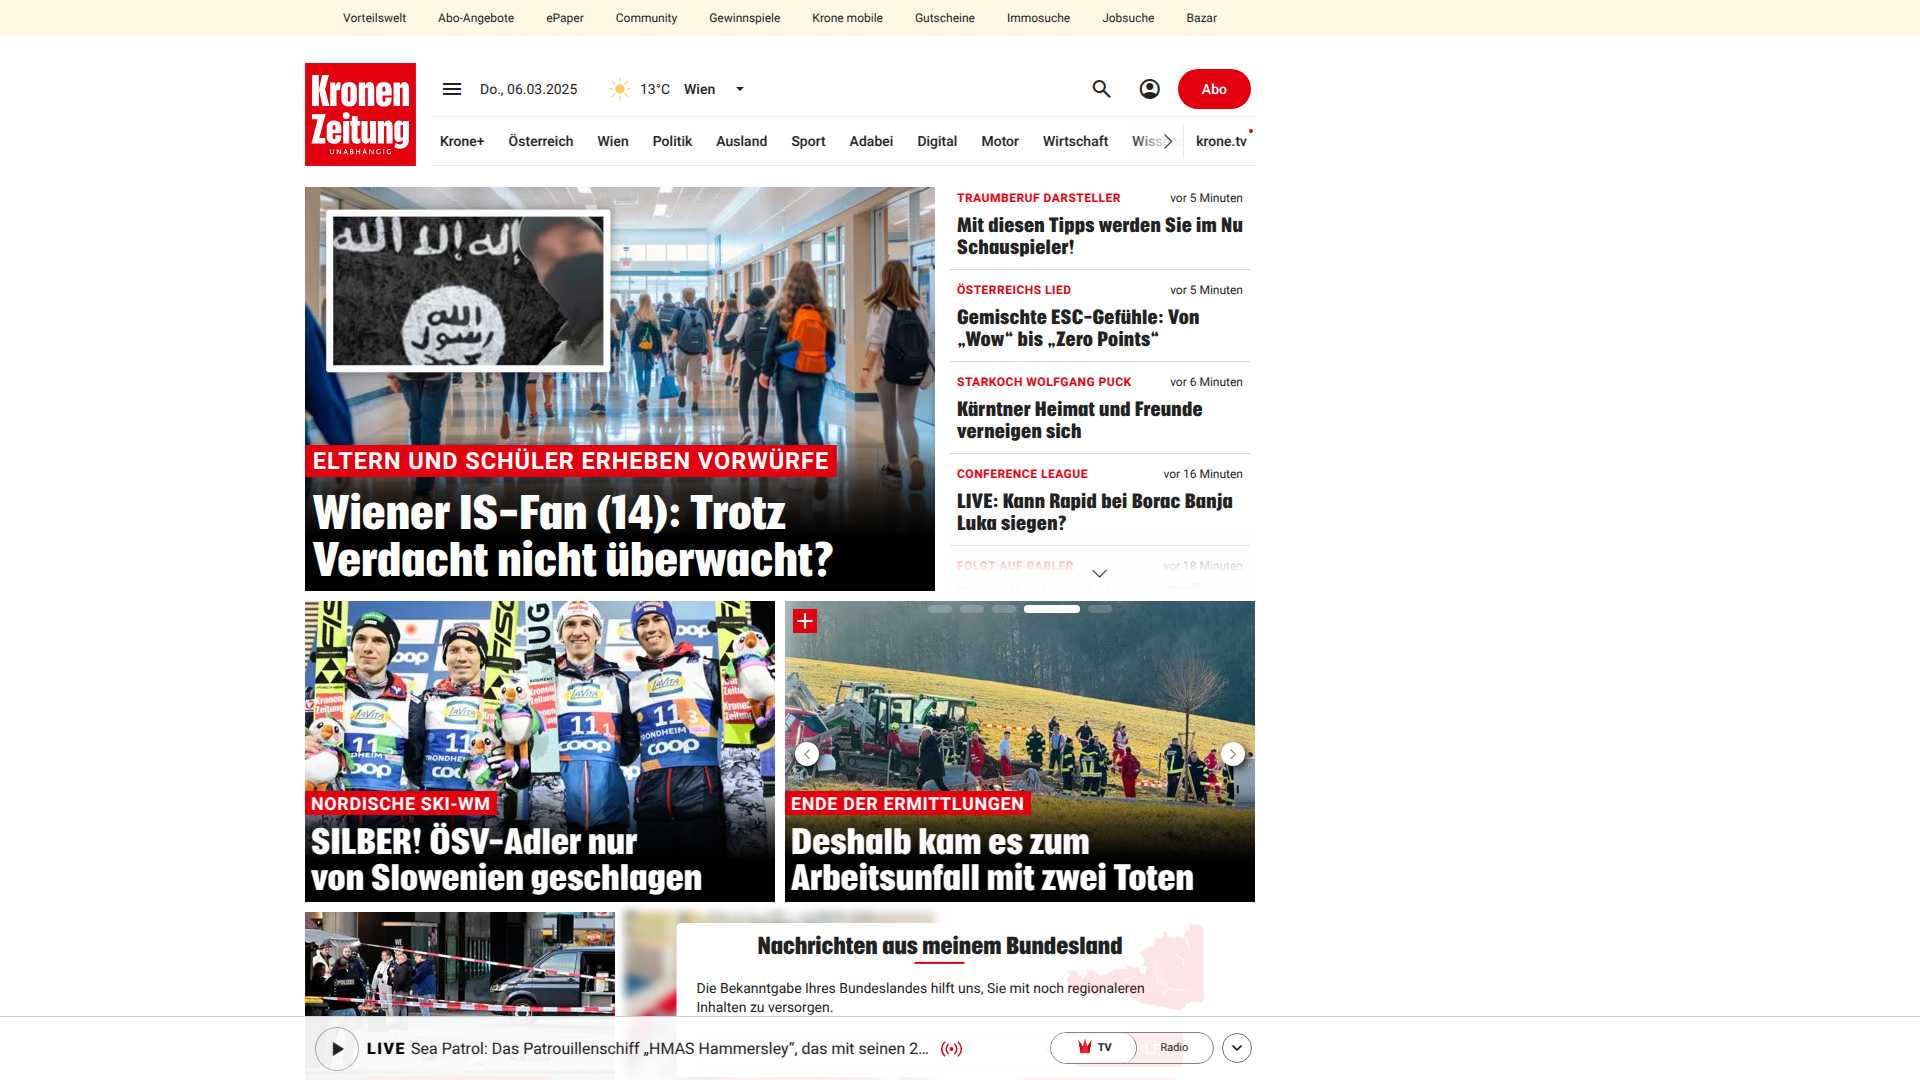 Vorteilswelt Abo-Angebote ePaper Community Gewinnspiele Krone mobile Gutscheine Immosuche Jobsuche Bazar
Kronen
Zeitung
UNABHÄNGIG
Do., 06.03.2025 13°C Wien
Abo
Krone+ Österreich Wien Politik Ausland Sport Adabei Digital Motor Wirtschaft Wiss krone.tv
ELTERN UND SCHÜLER ERHEBEN VORWÜRFE
Wiener IS-Fan (14): Trotz
Verdacht nicht überwacht?
TRAUMBERUF DARSTELLER vor 5 Minuten
Mit diesen Tipps werden Sie im Nu
Schauspieler!
ÖSTERREICHS LIED vor 5 Minuten
Gemischte ESC-Gefühle: Von
„Wow“ bis „Zero Points“
STARKOCH WOLFGANG PUCK vor 6 Minuten
Kärntner Heimat und Freunde
verneigen sich
CONFERENCE LEAGUE vor 16 Minuten
LIVE: Kann Rapid bei Borac Banja
Luka siegen?
FOLGT AUF BABLER vor 18 Minuten
NORDISCHE SKI-WM
SILBER! ÖSV-Adler nur
von Slowenien geschlagen
ENDE DER ERMITTLUNGEN
Deshalb kam es zum
Arbeitsunfall mit zwei Toten
Nachrichten aus meinem Bundesland
Die Bekanntgabe Ihres Bundeslandes hilft uns, Sie mit noch regionaleren
Inhalten zu versorgen.
LIVE Sea Patrol: Das Patrouillenschiff „HMAS Hammersley“, das mit seinen 2...
TV
Radio